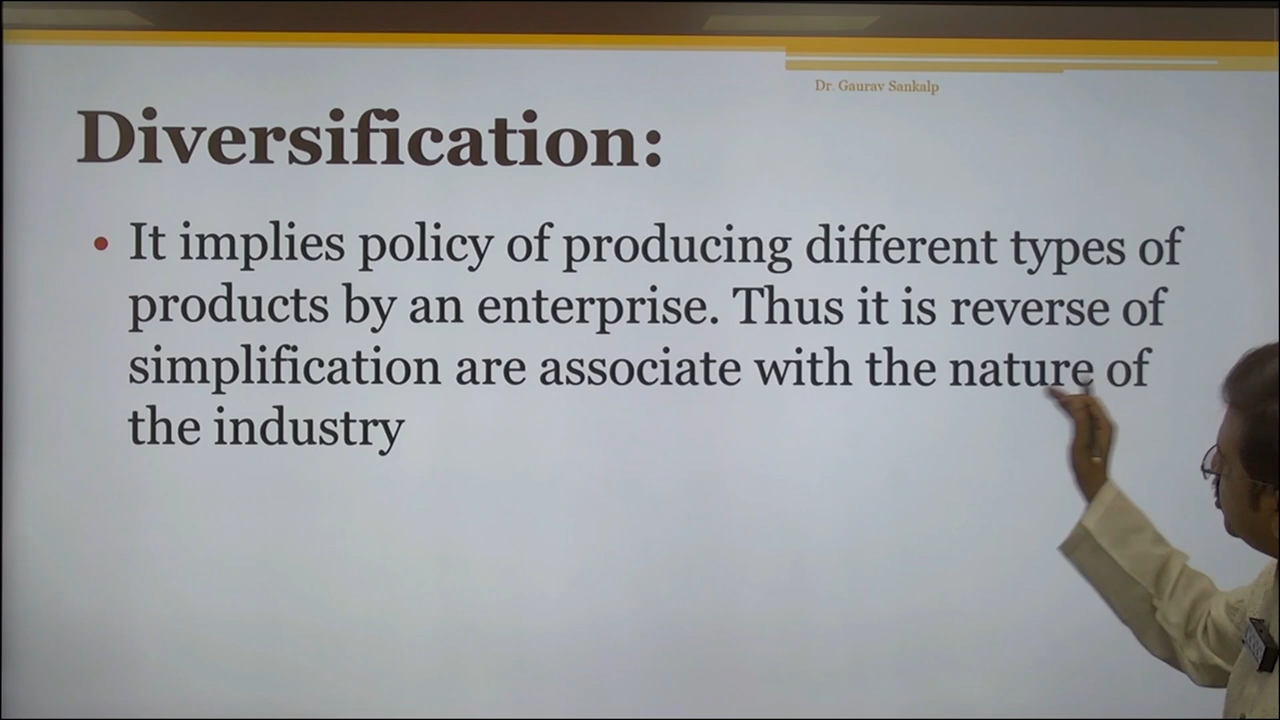 Dr. Gaurav Sankalp
Diversification:
• It implies policy of producing different types of
products by an enterprise. Thus it is reverse of
simplification are associate with the nature of
the industry